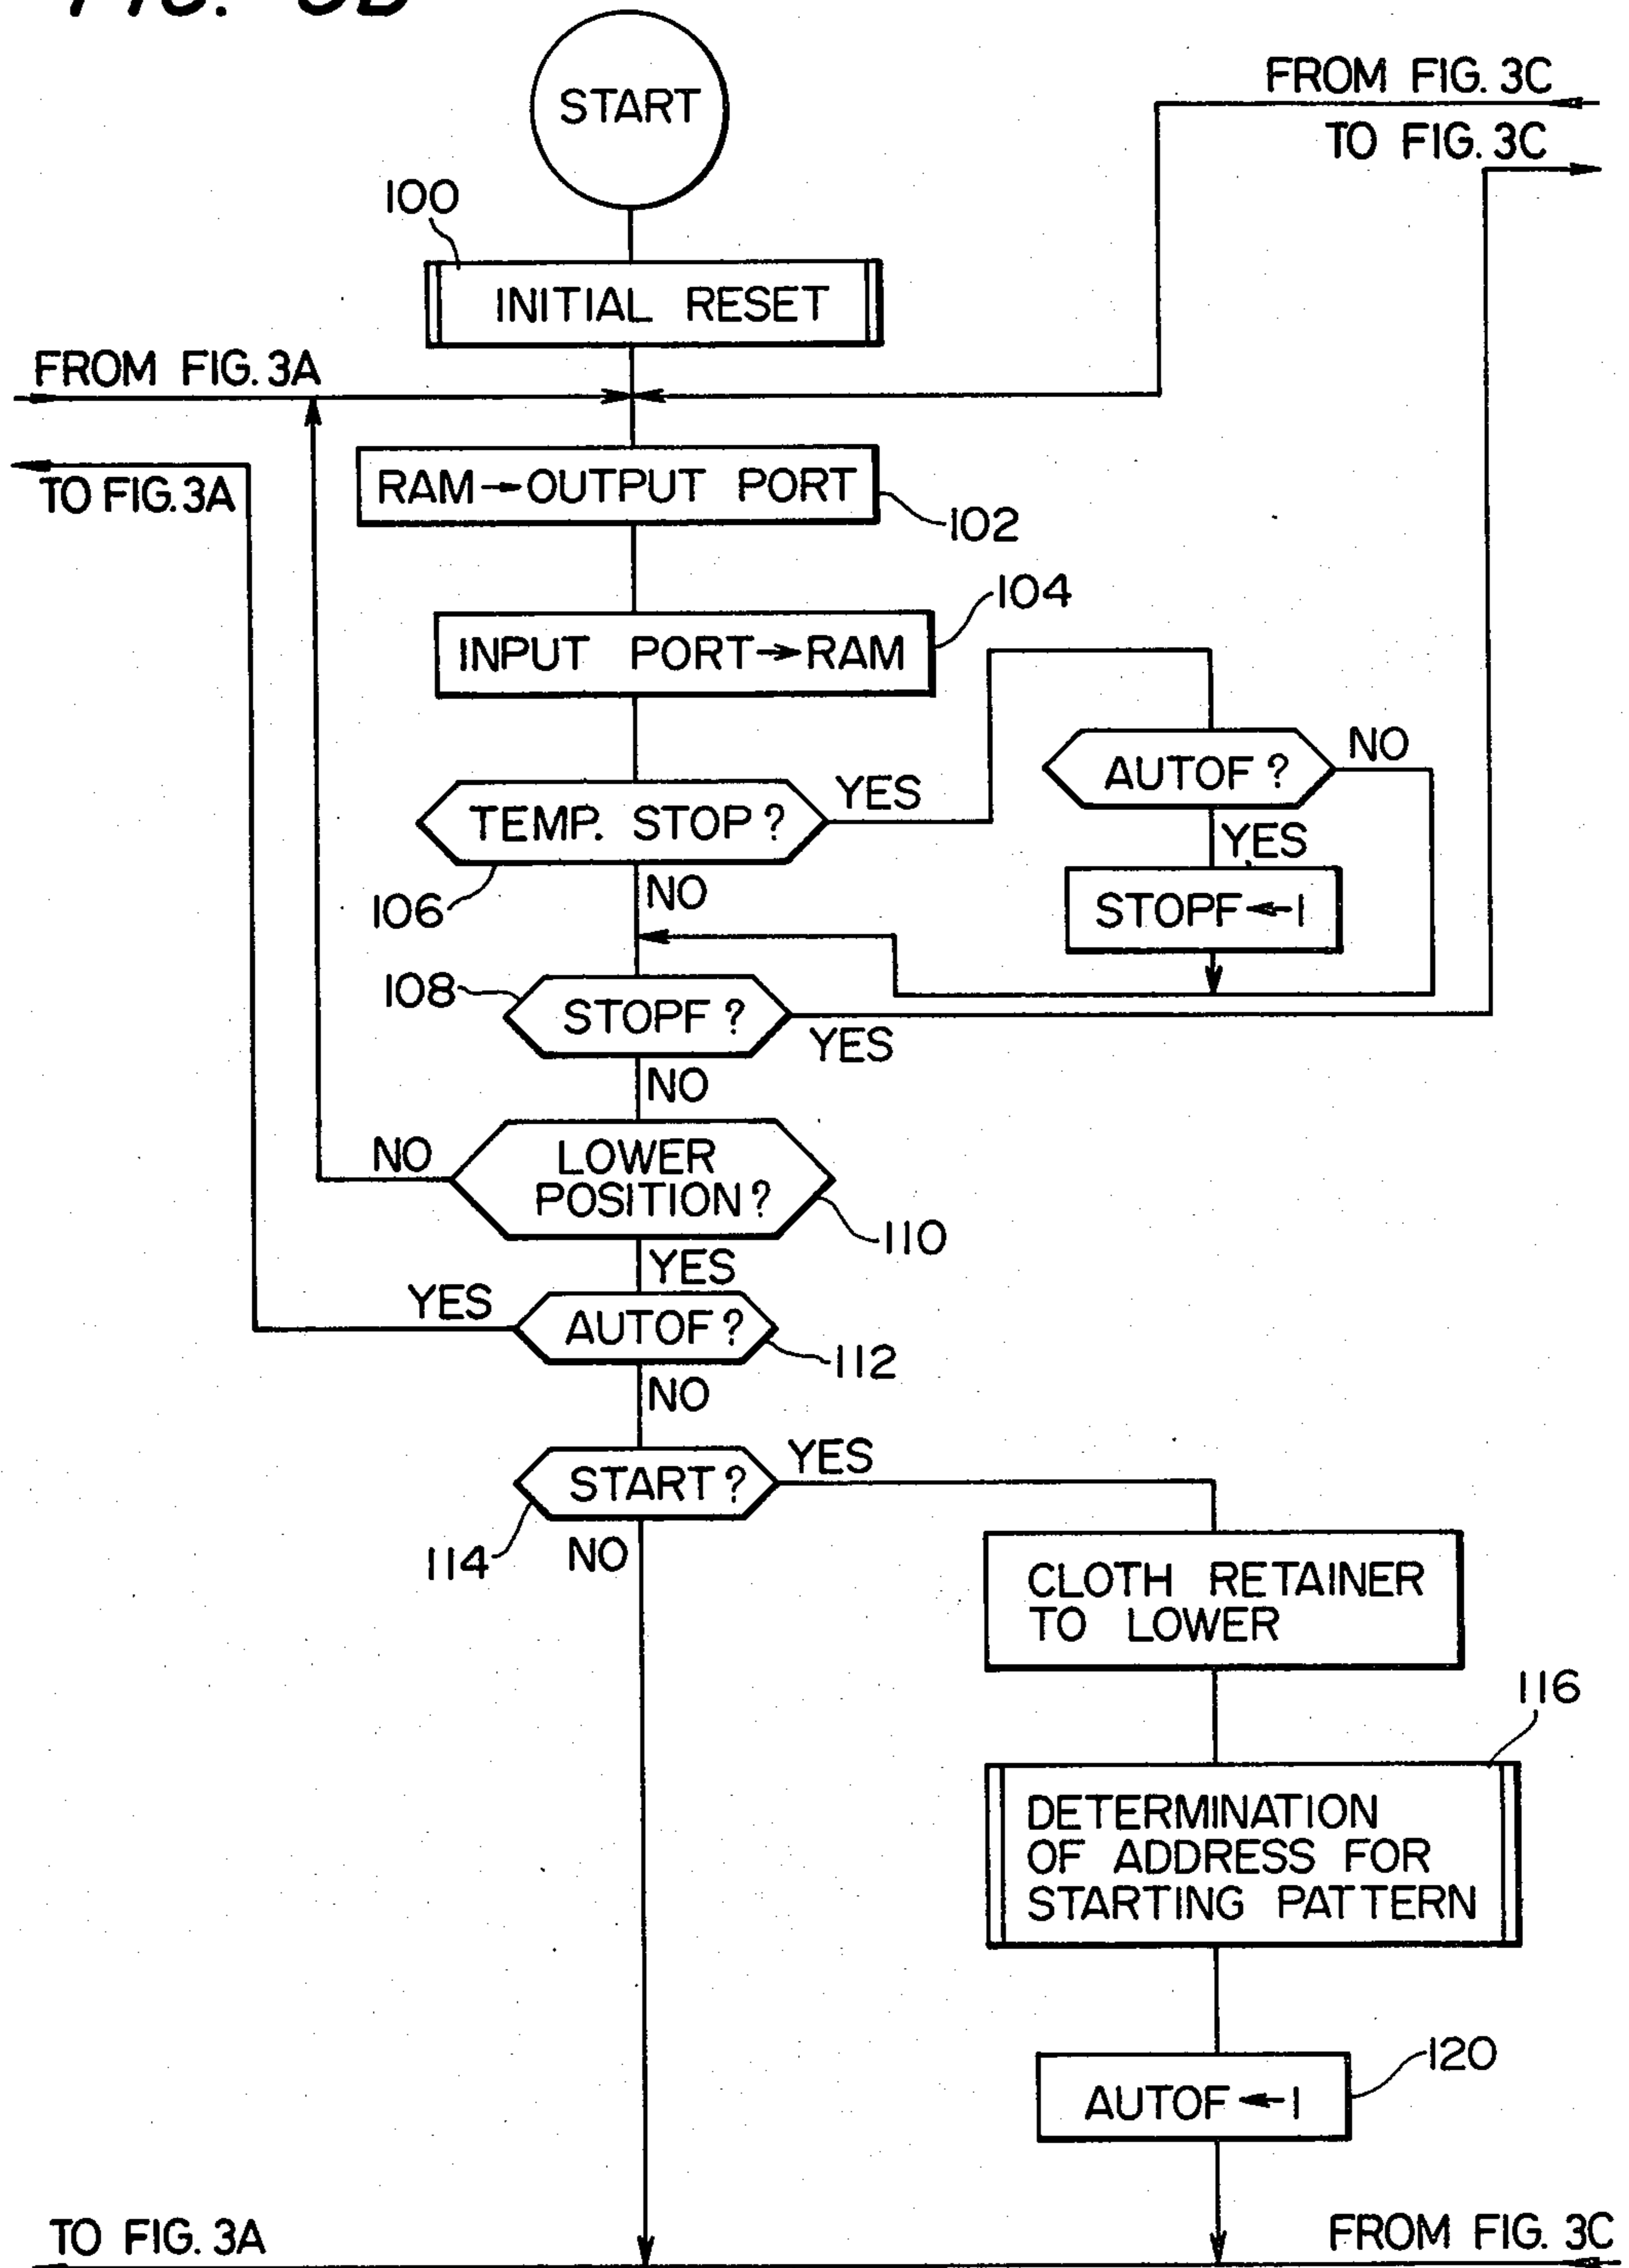 START
FROM FIG. 3C
TO FIG. 3C
100
INITIAL RESET
FROM FIG. 3A
RAM→OUTPUT PORT
TO FIG. 3A
102
104
INPUT PORT→RAM
AUTOF?
NO
TEMP. STOP?
YES
YES
106
NO
STOPF←1
108
STOPF?
YES
NO
LOWER
POSITION?
NO
110
YES
YES
AUTOF?
112
NO
START?
YES
114
NO
CLOTH RETAINER
TO LOWER
116
DETERMINATION
OF ADDRESS FOR
STARTING PATTERN
120
AUTOF←1
TO FIG. 3A
FROM FIG. 3C